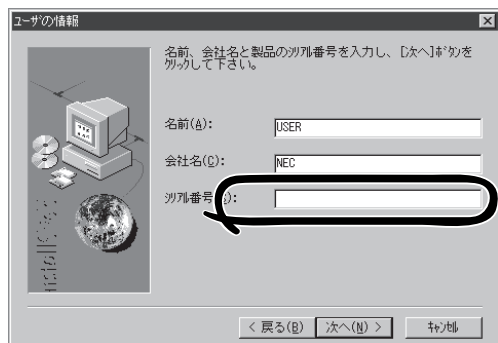 ユーザの情報
名前、会社名と製品のシリアル番号を入力し、[次へ]ボタンを
クリックして下さい。
名前(A):
USER
会社名(C):
NEC
シリアル番号
):
< 戻る(B)
次へ(N) >
キャンセル